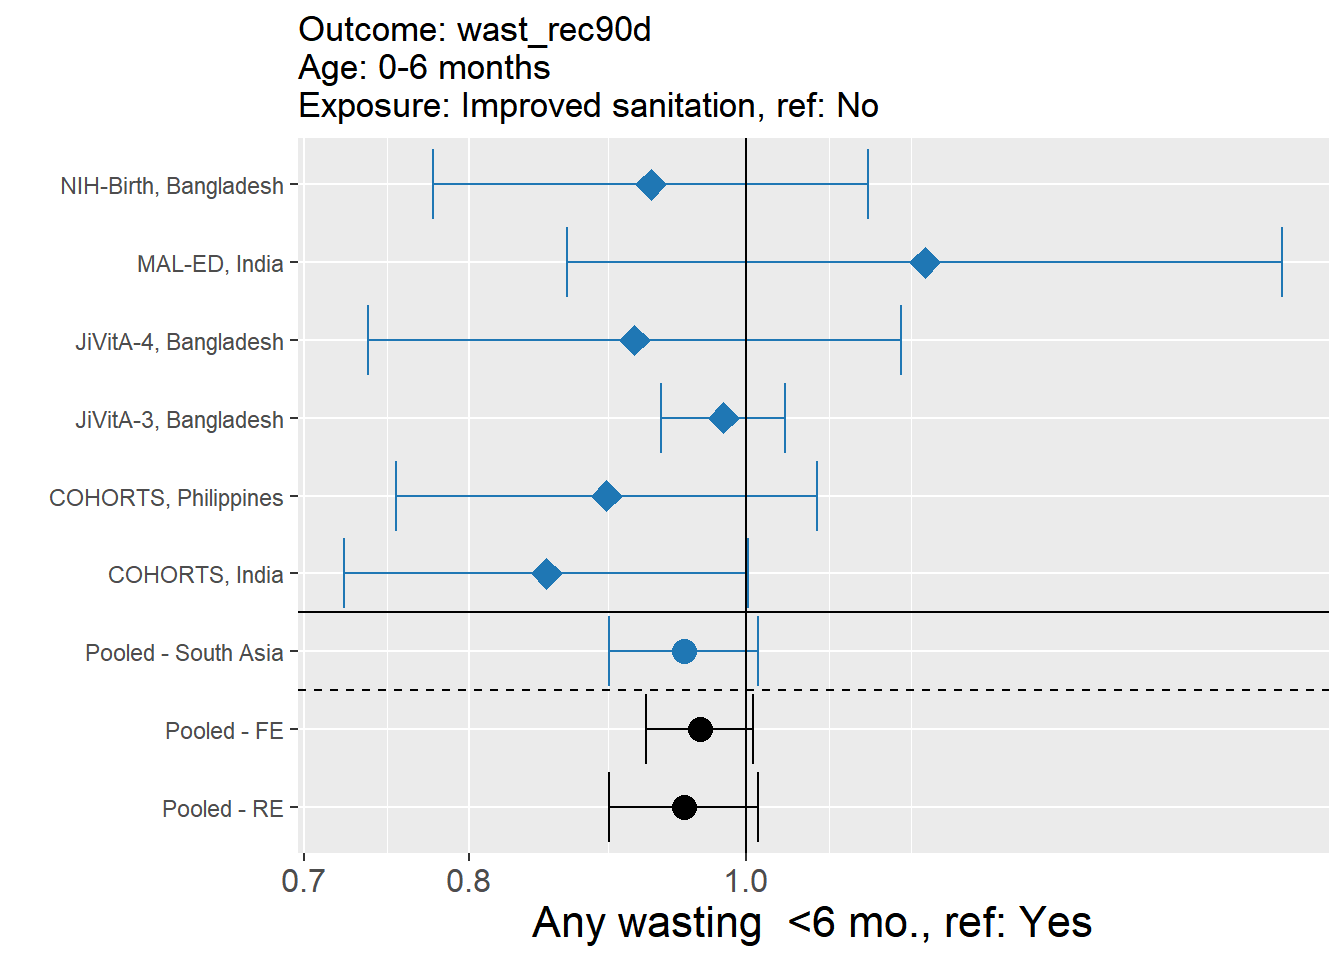 Outcome: wast_rec90d
Age: 0-6 months
Exposure: Improved sanitation, ref: No
NIH-Birth, Bangladesh
MAL-ED, India
JiVitA-4, Bangladesh
JiVitA-3, Bangladesh
COHORTS, Philippines
COHORTS, India
Pooled - South Asia
Pooled - FE
Pooled - RE
0.7 0.8 1.0
Any wasting  <6 mo., ref: Yes